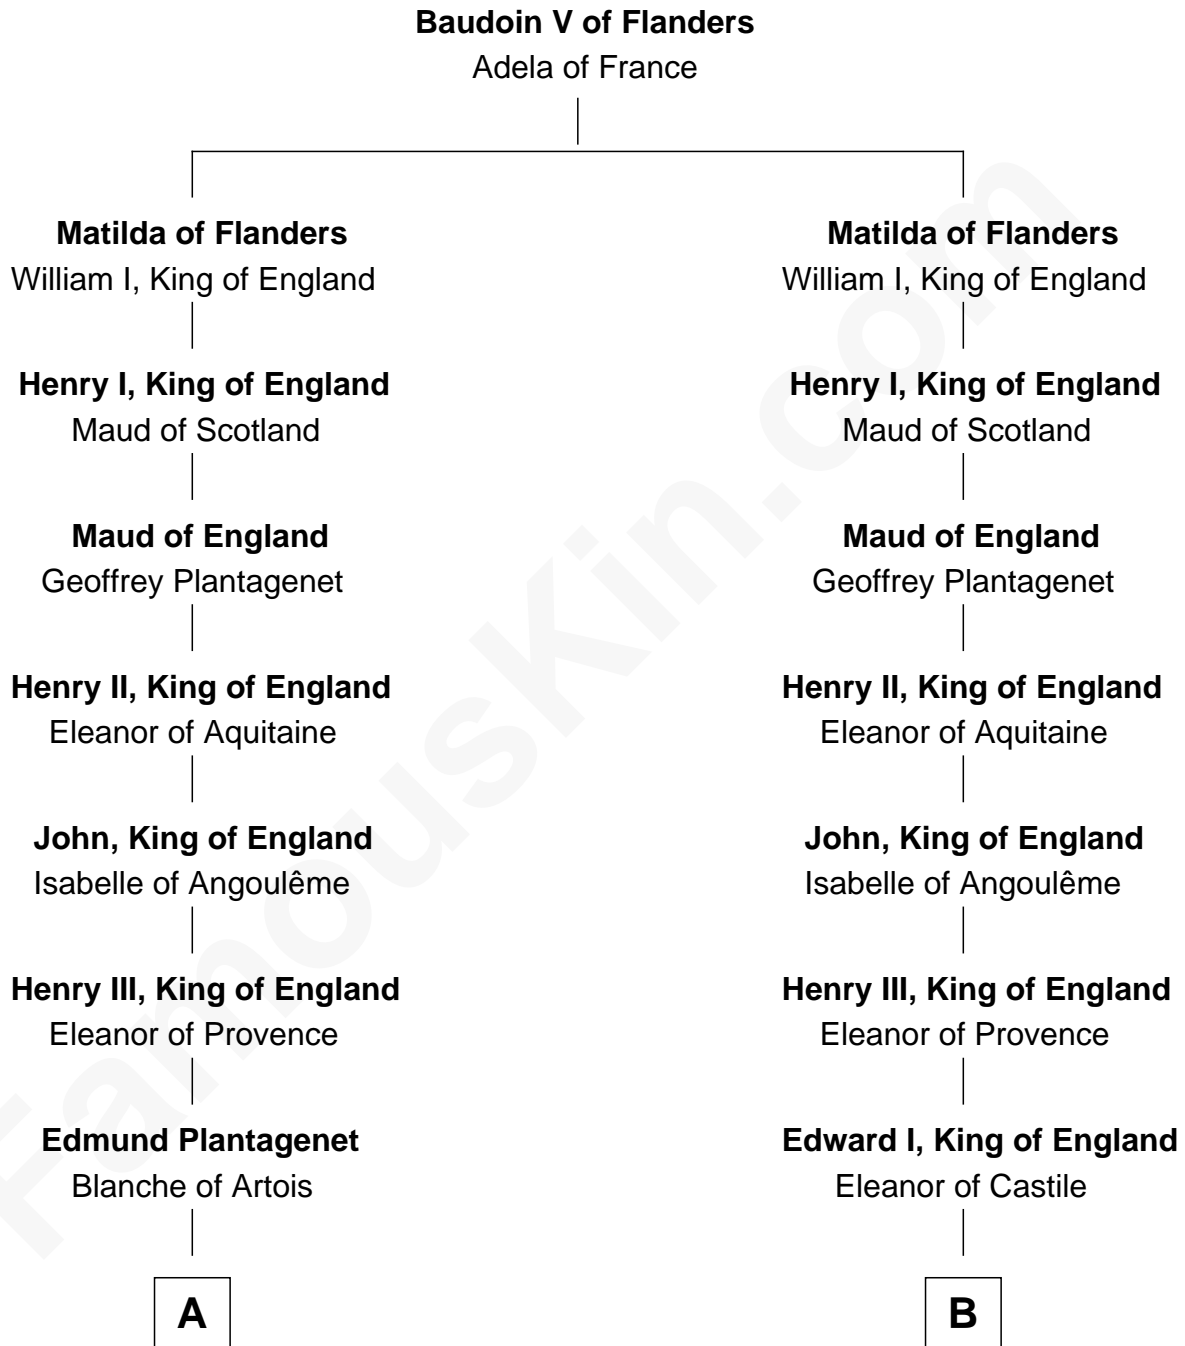 Baudoin V of Flanders
Adela of France
Matilda of Flanders
William I, King of England
Henry I, King of England
Maud of Scotland
Maud of England
Geoffrey Plantagenet
Henry II, King of England
Eleanor of Aquitaine
John, King of England
Isabelle of Angoulême
Henry III, King of England
Eleanor of Provence
Edmund Plantagenet
Blanche of Artois
A
Matilda of Flanders
William I, King of England
Henry I, King of England
Maud of Scotland
Maud of England
Geoffrey Plantagenet
Henry II, King of England
Eleanor of Aquitaine
John, King of England
Isabelle of Angoulême
Henry III, King of England
Eleanor of Provence
Edward I, King of England
Eleanor of Castile
B
FamousKin.com